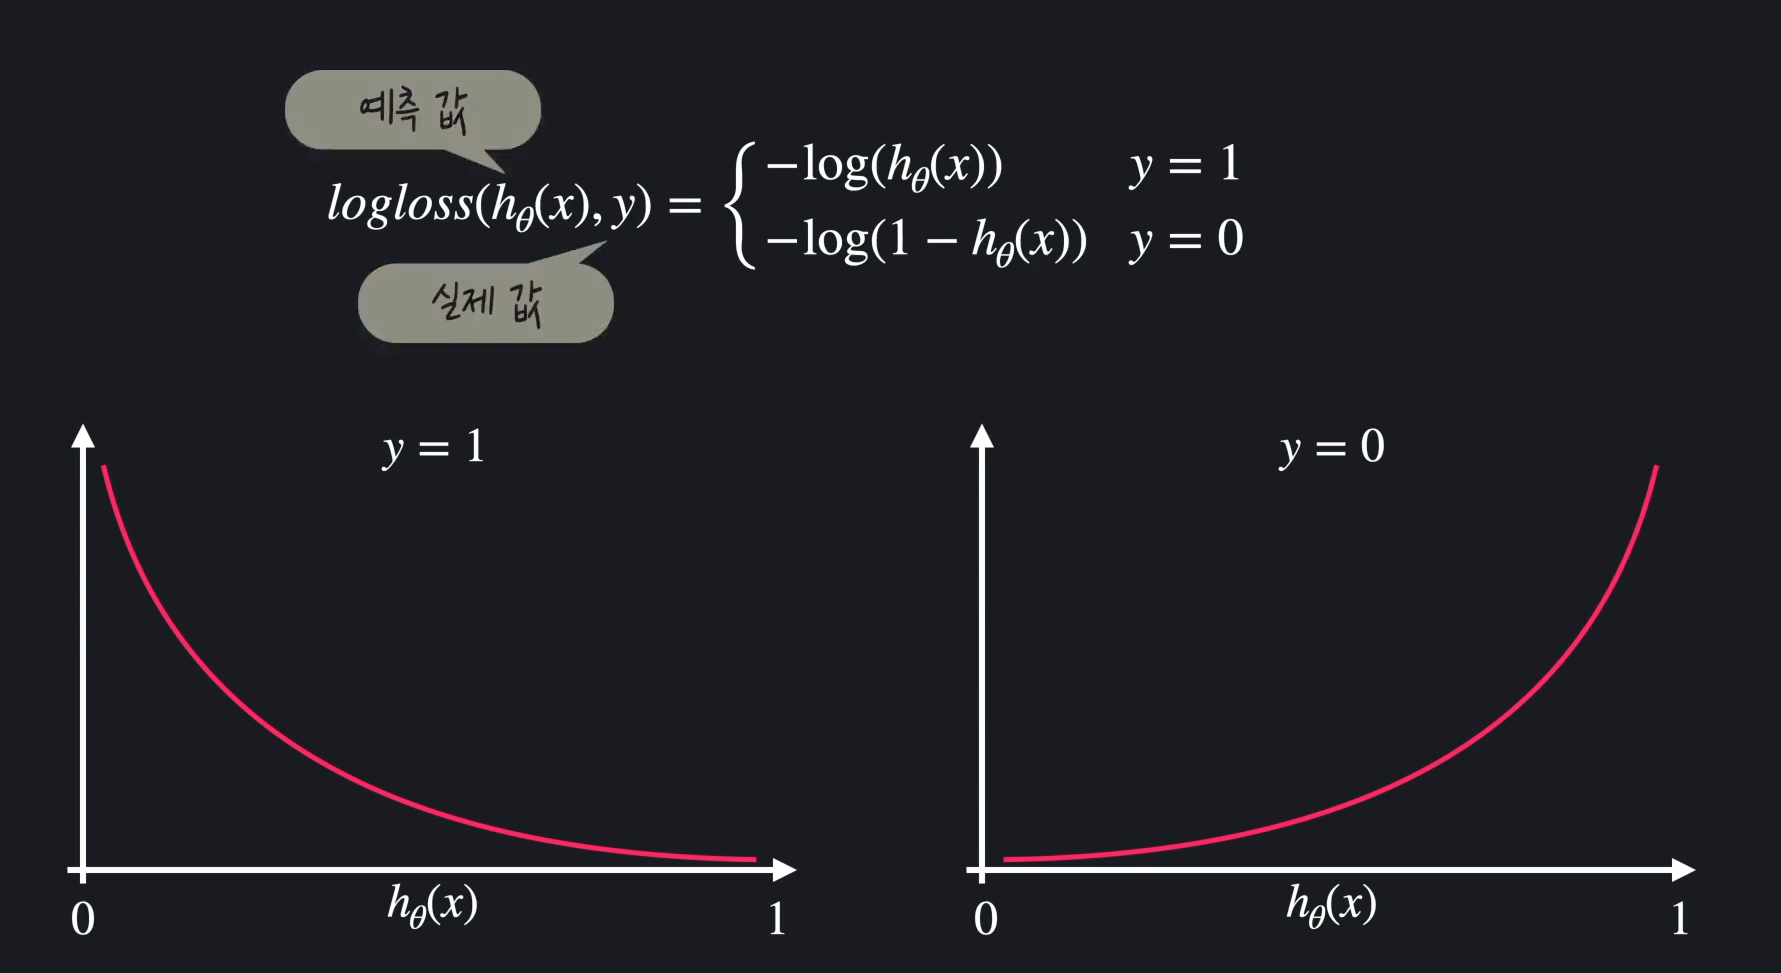 예측 값
logloss(hθ(x), y) = { −log(hθ(x)) y = 1
−log(1 − hθ(x)) y = 0
실제 값
y = 1
0 hθ(x) 1
y = 0
0 hθ(x) 1